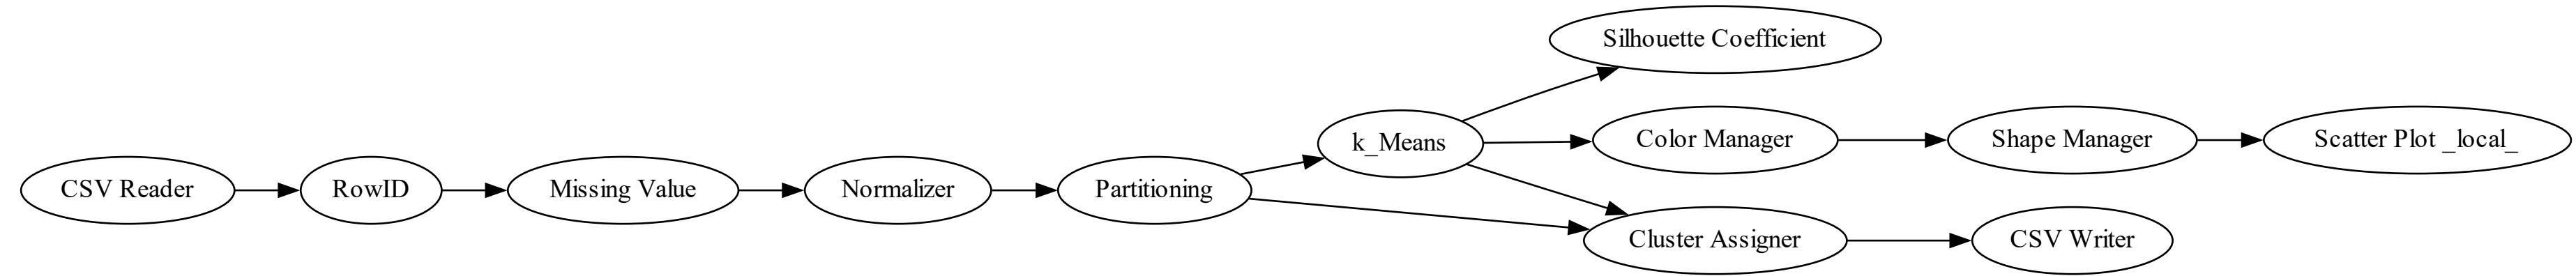 CSV Reader
RowID
Missing Value
Normalizer
Partitioning
k_Means
Silhouette Coefficient
Color Manager
Shape Manager
Scatter Plot _local_
Cluster Assigner
CSV Writer